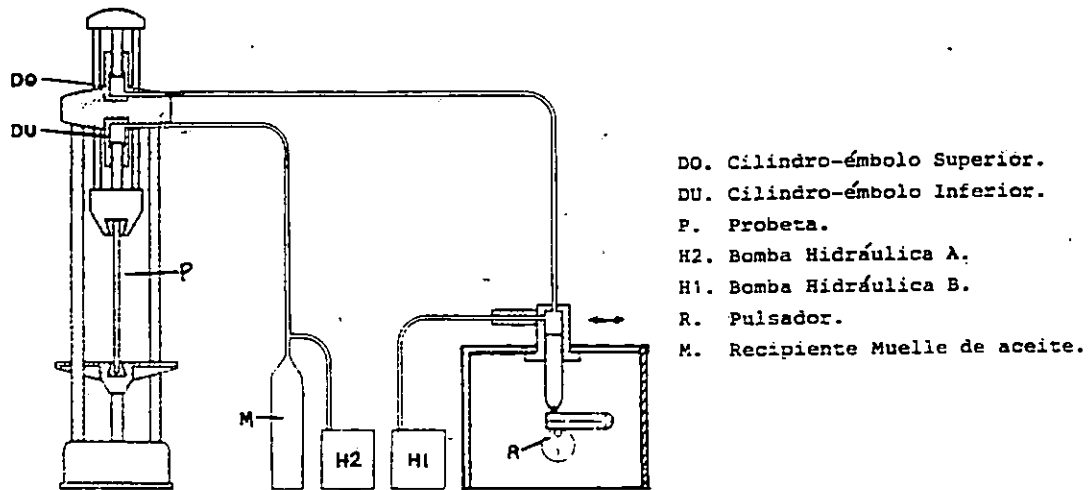 DO
DU
P
M
H2
H1
R
DO. Cilindro-émbolo Superior.
DU. Cilindro-émbolo Inferior.
P. Probeta.
H2. Bomba Hidráulica A.
H1. Bomba Hidráulica B.
R. Pulsador.
M. Recipiente Muelle de aceite.